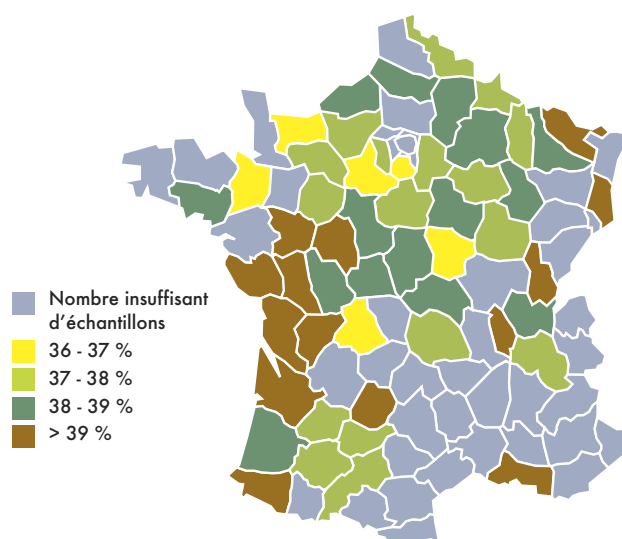 Nombre insuffisant
d'échantillons
36 - 37 %
37 - 38 %
38 - 39 %
> 39 %